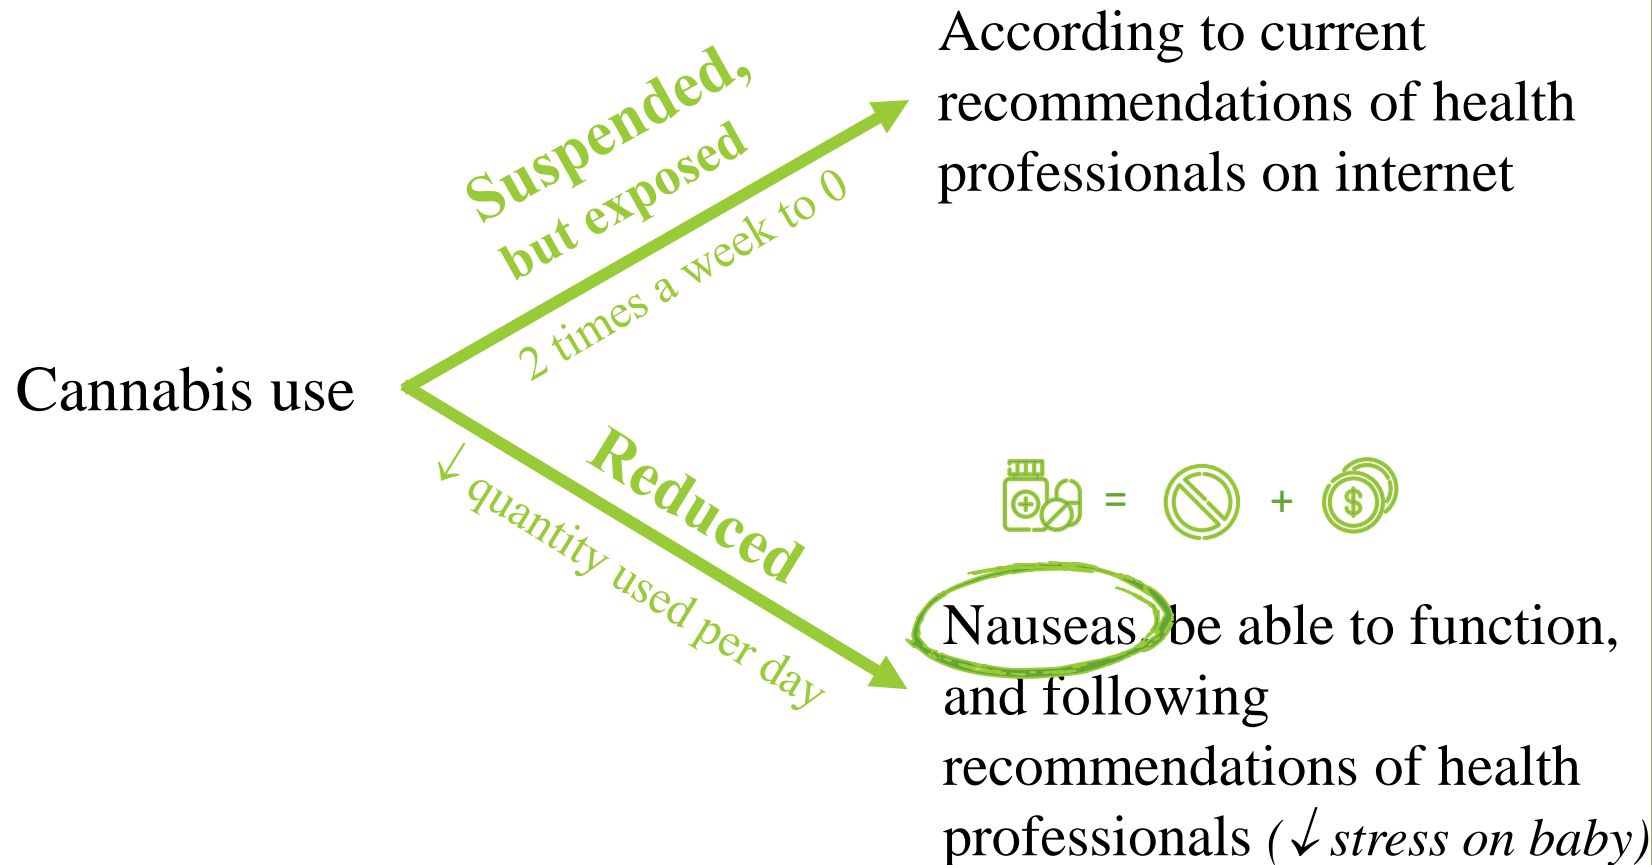 Cannabis use
Suspended,
but exposed
2 times a week to 0
According to current
recommendations of health
professionals on internet
Reduced
↓ quantity used per day
= + $
Nauseas, be able to function,
and following
recommendations of health
professionals (↓ stress on baby)